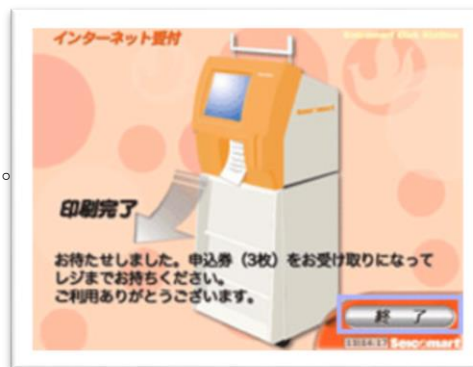 インターネット受付
印刷完了
お待たせしました。申込券（3枚）をお受け取りになって
レジまでお持ちください。
ご利用ありがとうございます。
終 了
Seicomart